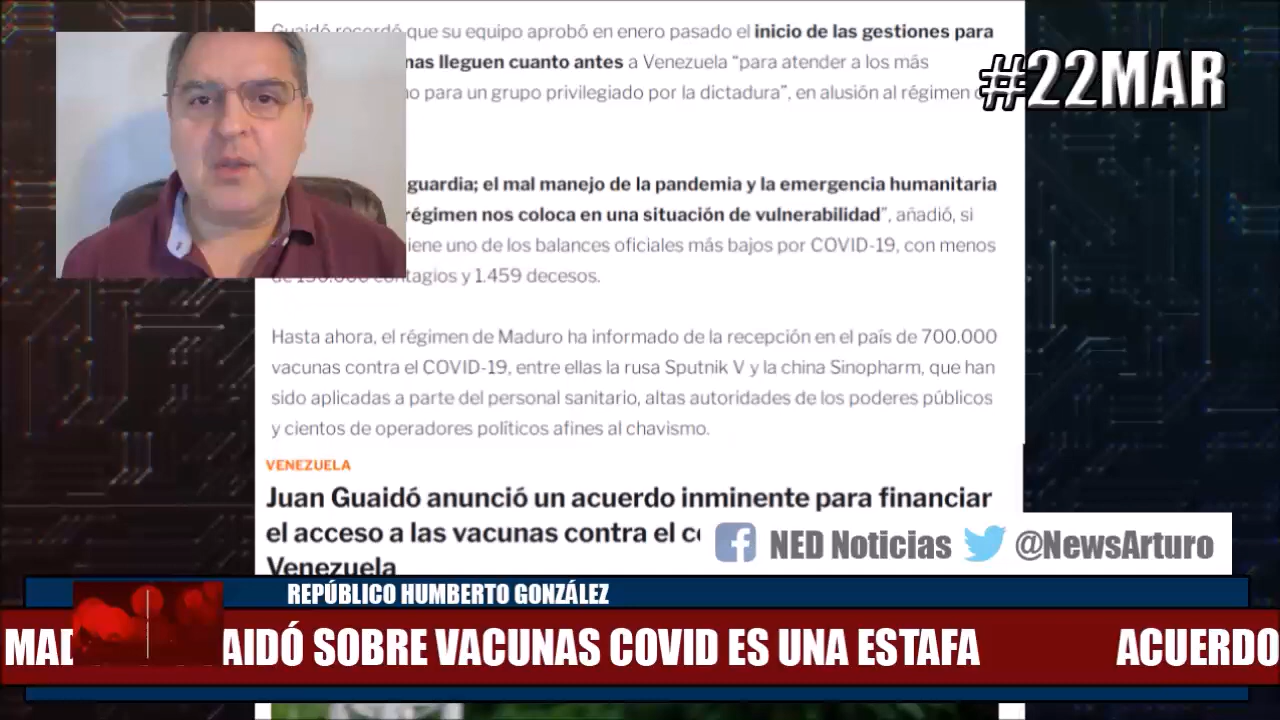 Guaidó recordó que su equipo aprobó en enero pasado el inicio de las gestiones para
nas lleguen cuanto antes a Venezuela “para atender a los más
no para un grupo privilegiado por la dictadura”, en alusión al régimen
#22MAR
guardia; el mal manejo de la pandemia y la emergencia humanitaria
régimen nos coloca en una situación de vulnerabilidad”, añadió, si
iene uno de los balances oficiales más bajos por COVID-19, con menos
de 150.000 contagios y 1.459 decesos.
Hasta ahora, el régimen de Maduro ha informado de la recepción en el país de 700.000
vacunas contra el COVID-19, entre ellas la rusa Sputnik V y la china Sinopharm, que han
sido aplicadas a parte del personal sanitario, altas autoridades de los poderes públicos
y cientos de operadores políticos afines al chavismo.
VENEZUELA
Juan Guaidó anunció un acuerdo inminente para financiar
el acceso a las vacunas contra el co
Venezuela
NED Noticias @NewsArturo
REPÚBLICO HUMBERTO GONZÁLEZ
MAD AIDÓ SOBRE VACUNAS COVID ES UNA ESTAFA ACUERDO